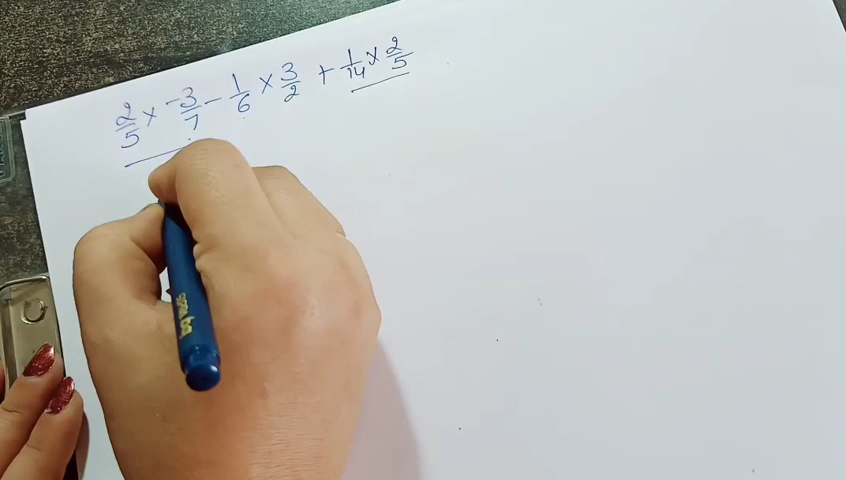 2/5 × -3/7 - 1/6 × 3/2 + 1/14 × 2/5